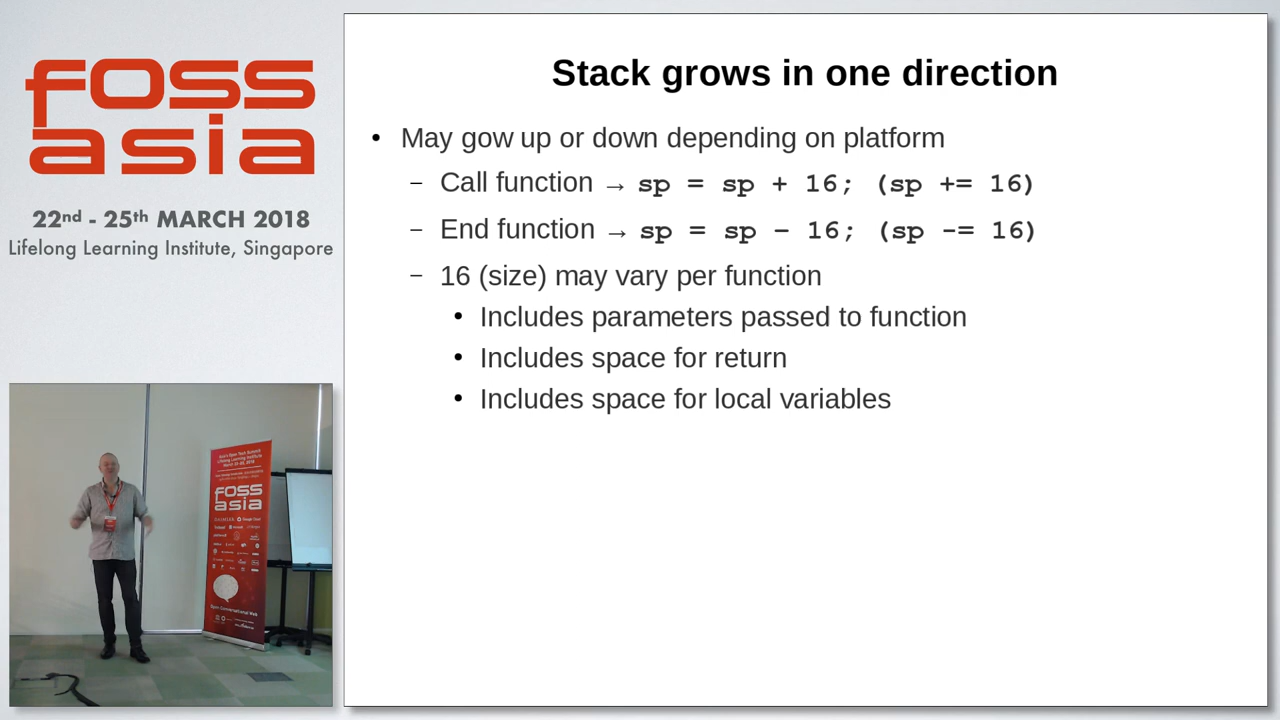 foss
asia
22nd - 25th MARCH 2018
Lifelong Learning Institute, Singapore
Stack grows in one direction
• May gow up or down depending on platform
– Call function → sp = sp + 16; (sp += 16)
– End function → sp = sp – 16; (sp -= 16)
– 16 (size) may vary per function
• Includes parameters passed to function
• Includes space for return
• Includes space for local variables
foss
asia